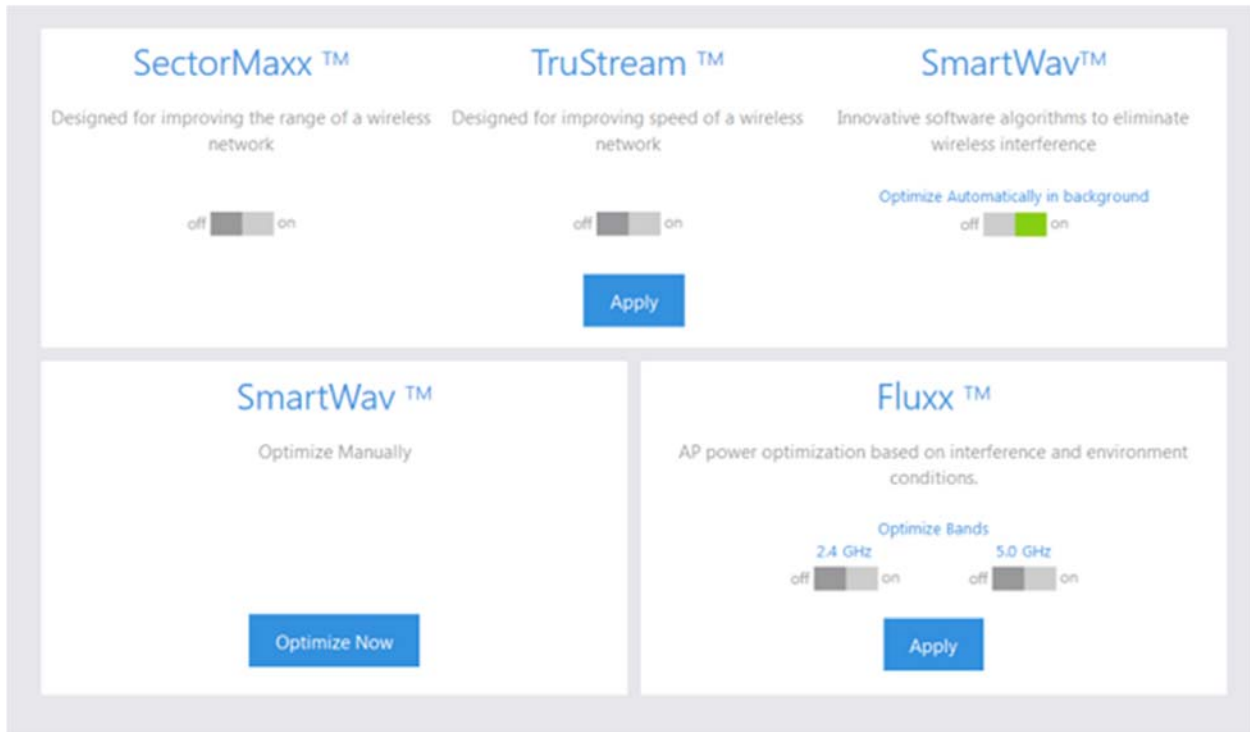 SectorMaxx ™
Designed for improving the range of a wireless
network
off on
TruStream ™
Designed for improving speed of a wireless
network
off on
SmartWav™
Innovative software algorithms to eliminate
wireless interference
Optimize Automatically in background
off on
Apply
SmartWav ™
Optimize Manually
Optimize Now
Fluxx ™
AP power optimization based on interference and environment
conditions.
Optimize Bands
2.4 GHz 5.0 GHz
off on off on
Apply